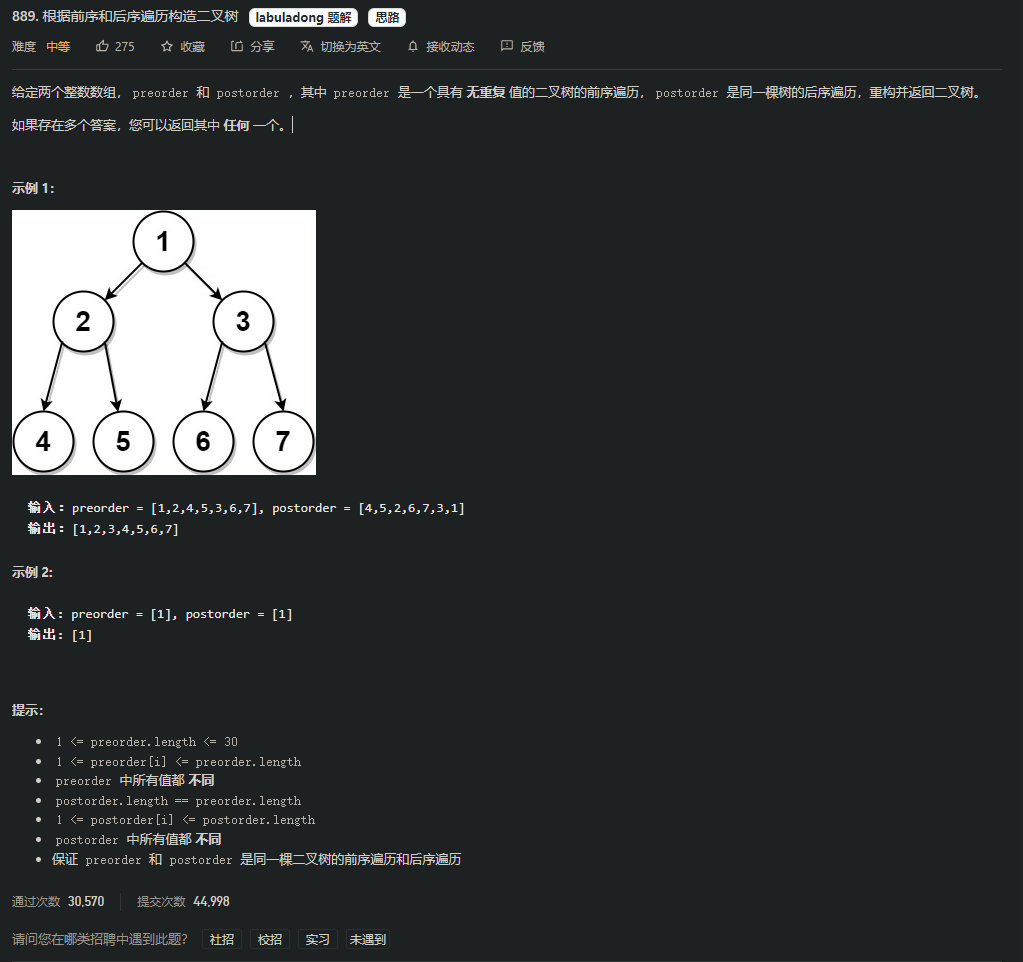 889. 根据前序和后序遍历构造二叉树 labuladong 题解 思路
难度 中等 275 收藏 分享 切换为英文 接收动态 反馈
给定两个整数数组， preorder 和 postorder ，其中 preorder 是一个具有 无重复 值的二叉树的前序遍历， postorder 是同一棵树的后序遍历，重构并返回二叉树。
如果存在多个答案，您可以返回其中 任何 一个。
示例 1：
1
2 3
4 5 6 7
输入：preorder = [1,2,4,5,3,6,7], postorder = [4,5,2,6,7,3,1]
输出：[1,2,3,4,5,6,7]
示例 2:
输入: preorder = [1], postorder = [1]
输出: [1]
提示：
1 <= preorder.length <= 30
1 <= preorder[i] <= preorder.length
preorder 中所有值都 不同
postorder.length == preorder.length
1 <= postorder[i] <= postorder.length
postorder 中所有值都 不同
保证 preorder 和 postorder 是同一棵二叉树的前序遍历和后序遍历
通过次数 30,570 提交次数 44,998
请问您在哪类招聘中遇到此题？ 社招 校招 实习 未遇到